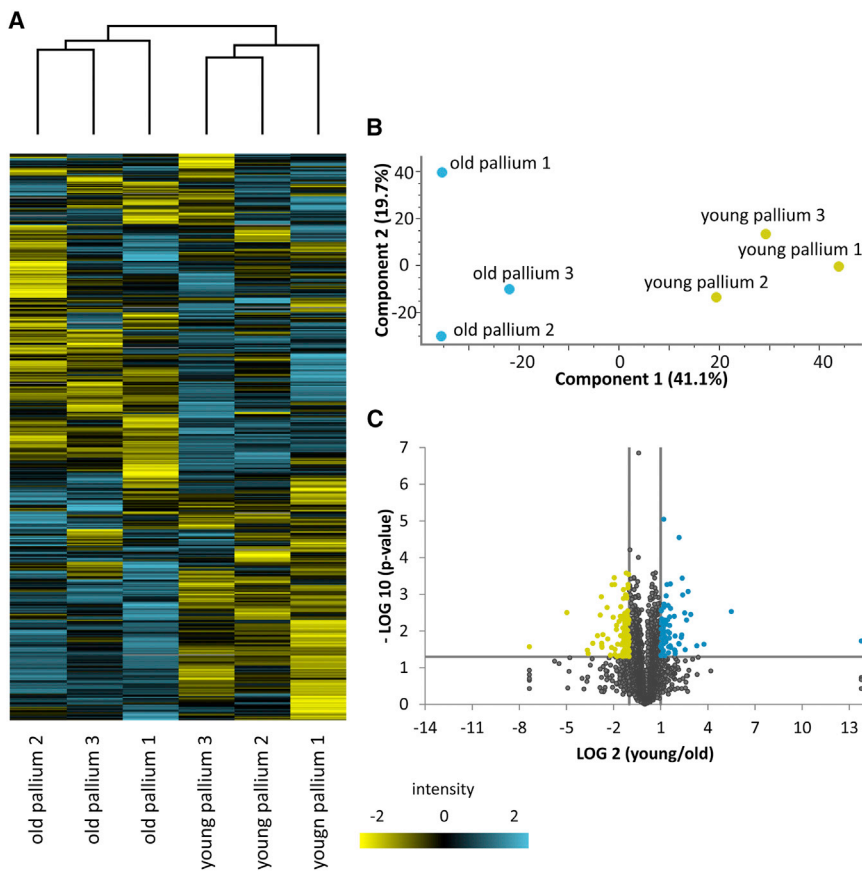 A
old pallium 2
old pallium 3
old pallium 1
young pallium 3
young pallium 2
yougn pallium 1
B
Component 2 (19.7%)
40
20
0
-20
old pallium 1
young pallium 3
young pallium 1
old pallium 3
young pallium 2
old pallium 2
-20 0 20 40
Component 1 (41.1%)
C
- LOG 10 (p-value)
7
6
5
4
3
2
1
0
-14 -11 -8 -5 -2 1 4 7 10 13
LOG 2 (young/old)
intensity
-2 0 2